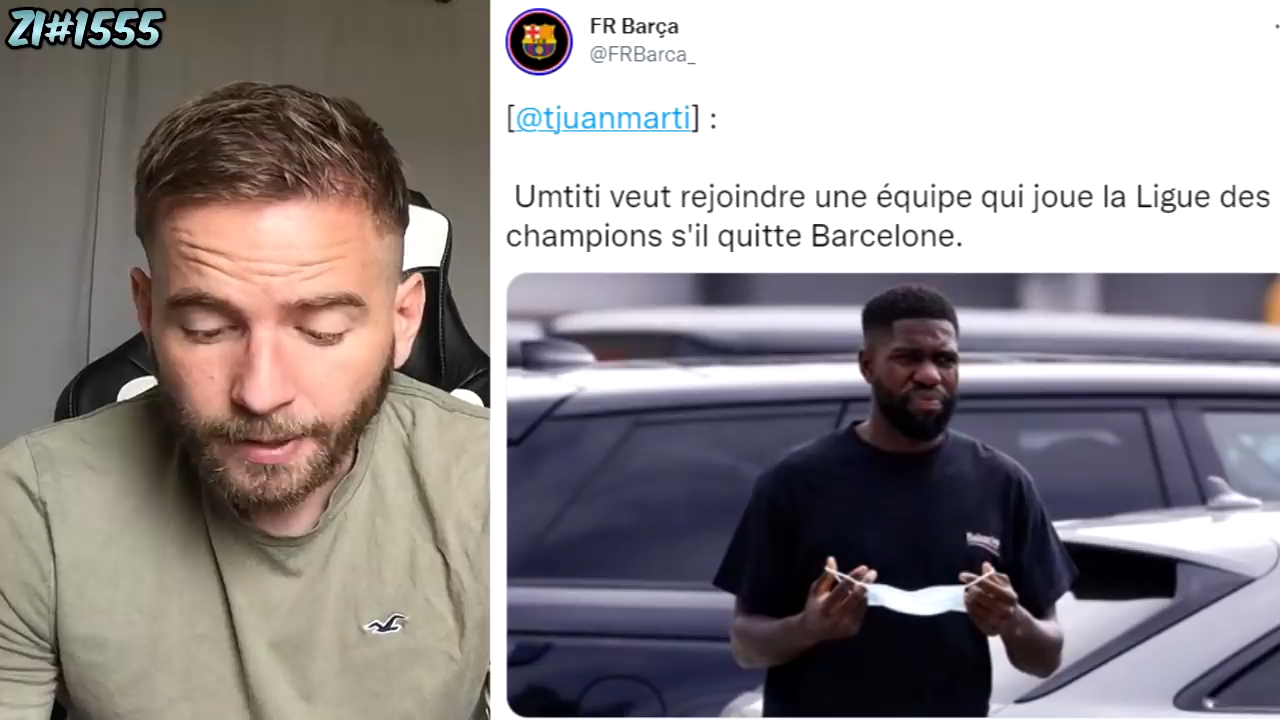 ZI#1555
FR Barça
@FRBarca_
[@tjuanmarti] :
Umtiti veut rejoindre une équipe qui joue la Ligue des
champions s'il quitte Barcelone.